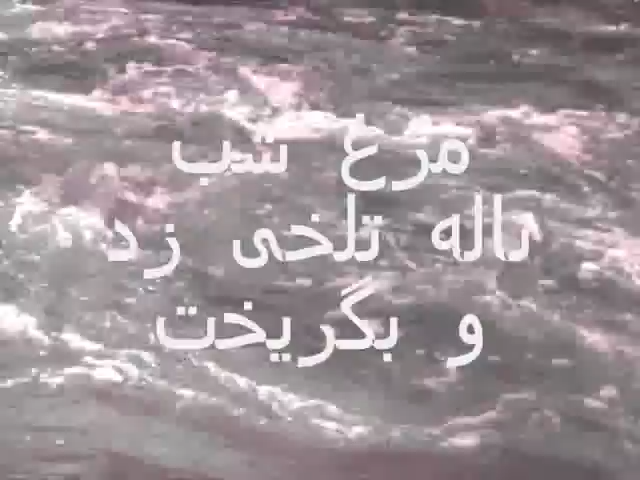 مرغ شب
ناله تلخی زد
و بگریخت